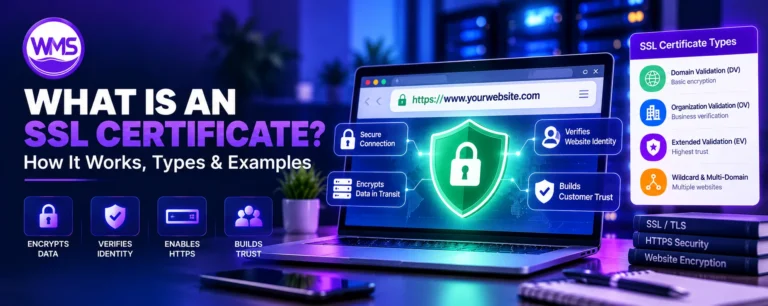 WMS
WHAT IS AN
SSL CERTIFICATE?
How It Works, Types & Examples
ENCRYPTS
DATA
VERIFIES
IDENTITY
ENABLES
HTTPS
BUILDS
TRUST
https://www.yourwebsite.com
Secure
Connection
Encrypts
Data in Transit
Verifies
Website Identity
Builds
Customer Trust
SSL Certificate Types
Domain Validation (DV)
Basic encryption
Organization Validation (OV)
Business verification
Extended Validation (EV)
Highest trust
Wildcard & Multi-Domain
Multiple websites
SSL / TLS
HTTPS Security
Website Encryption